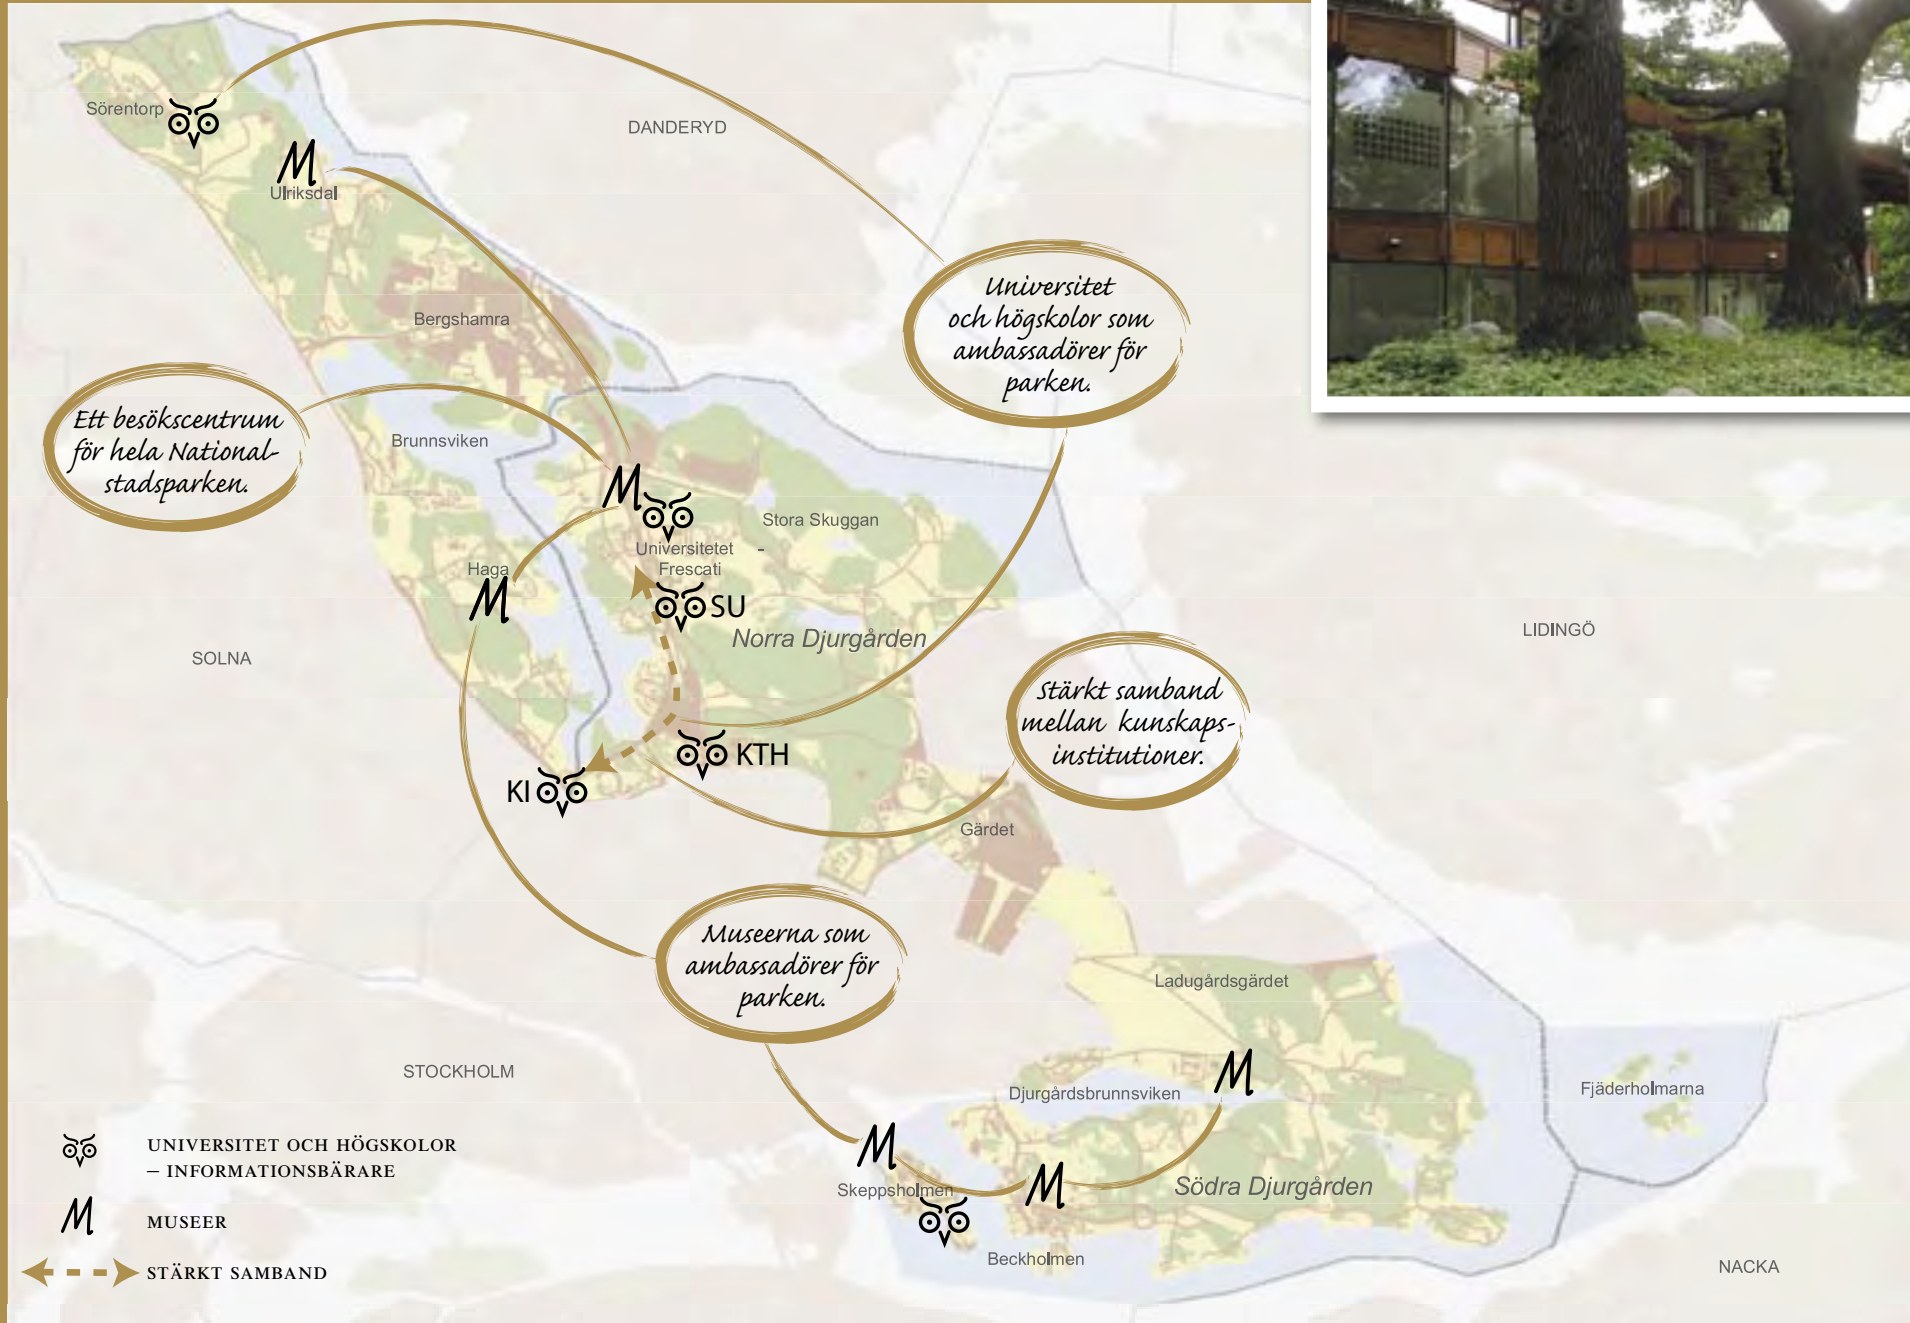 Sörentorp
DANDERYD
Ulriksdal
Universitet
och högskolor som
ambassadörer för
parken.
Bergshamra
Ett besökscentrum
för hela National-
stadsparken.
Brunnsviken
Stora Skuggan
Universitetet -
Frescati
Haga
SU
Norra Djurgården
LIDINGÖ
SOLNA
Stärkt samband
mellan kunskaps-
institutioner.
KTH
KI
Gärdet
Museerna som
ambassadörer för
parken.
Ladugårdsgärdet
STOCKHOLM
Djurgårdsbrunnsviken
Fjäderholmarna
Skeppsholmen
Södra Djurgården
Beckholmen
NACKA
UNIVERSITET OCH HÖGSKOLOR
– INFORMATIONSBÄRARE
M MUSEER
STÄRKT SAMBAND